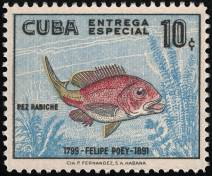 CUBA ENTREGA ESPECIAL 10¢
PEZ RABICHE
1799-FELIPE POEY-1891
CIA. P. FERNANDEZ, S.A. HABANA